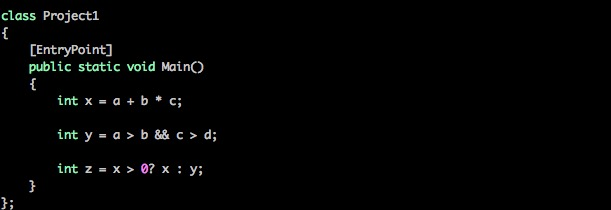 class Project1
{
    [EntryPoint]
    public static void Main()
    {
        int x = a + b * c;

        int y = a > b && c > d;

        int z = x > 0? x : y;
    }
};